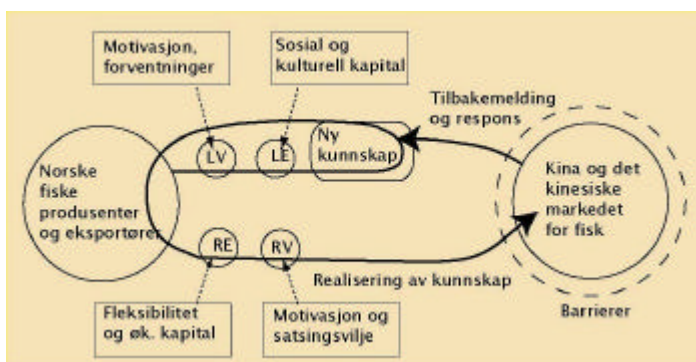 Motivasjon,
forventninger
Sosial og
kulturell kapital
Tilbakemelding
og respons
LV
LE
Ny
kunnskap
Norske
fiske
produsenter
og eksportører
Kina og det
kinesiske
markedet
for fisk
RE
RV
Realisering av kunnskap
Fleksibilitet
og øk. kapital
Motivasjon og
satsingsvilje
Barrierer